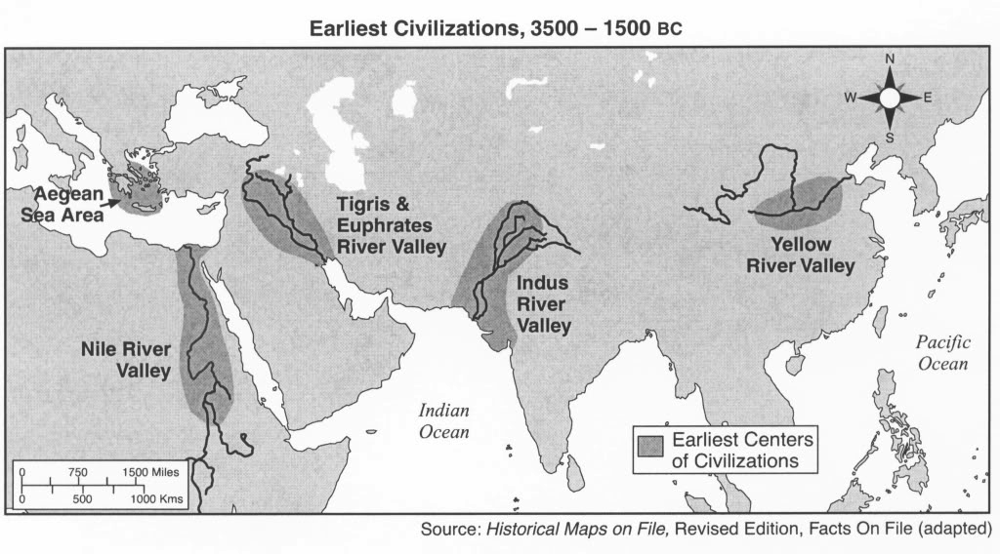 Earliest Civilizations, 3500 – 1500 BC
N
W E
S
Aegean
Sea Area
Tigris &
Euphrates
River Valley
Yellow
River Valley
Indus
River
Valley
Nile River
Valley
Pacific
Ocean
Indian
Ocean
Earliest Centers
of Civilizations
0 750 1500 Miles
0 500 1000 Kms
Source: Historical Maps on File, Revised Edition, Facts On File (adapted)